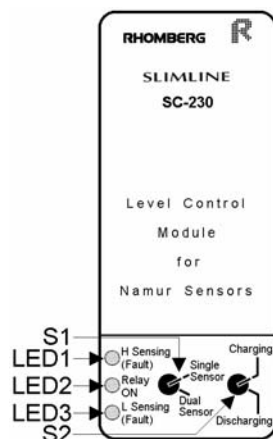 RHOMBERG R
SLIMLINE
SC-230
Level Control
Module
for
Namur Sensors
S1
LED1
H Sensing
(Fault)
Single
Sensor
Charging
LED2
Relay
ON
Dual
Sensor
LED3
L Sensing
(Fault)
Discharging
S2